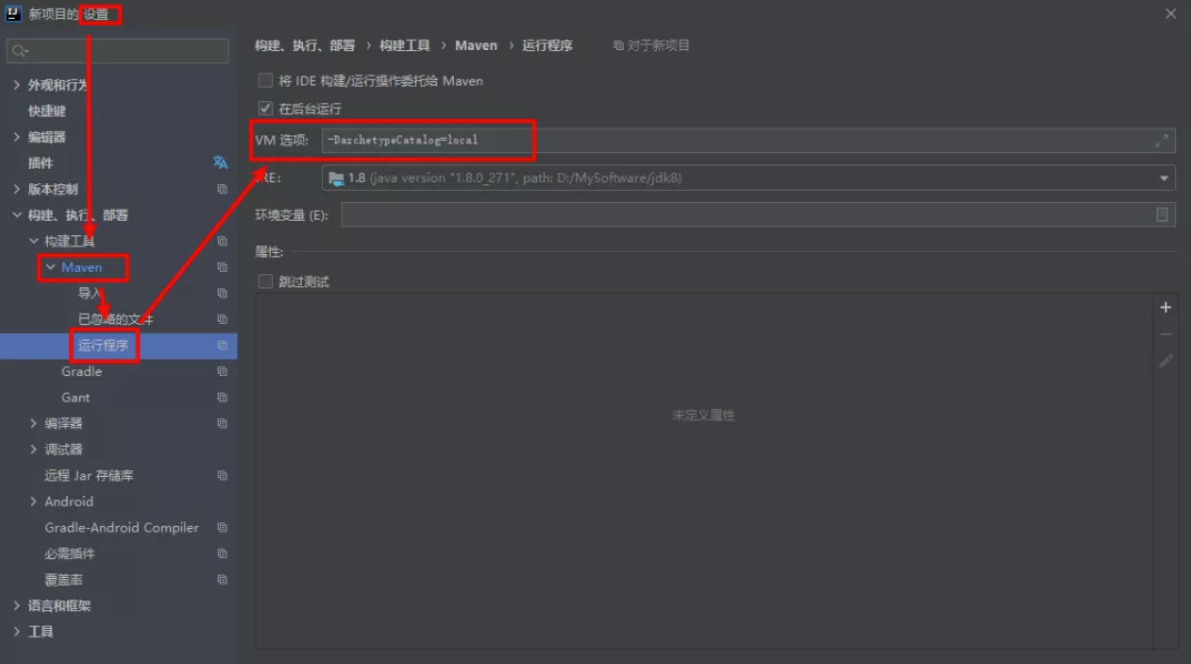 新项目的 设置
外观和行为
快捷键
编辑器
插件
版本控制
构建、执行、部署
构建工具
Maven
导入
已忽略的文件
运行程序
Gradle
Gant
编译器
调试器
远程 Jar 存储库
Android
Gradle-Android Compiler
必需插件
覆盖率
语言和框架
工具
构建、执行、部署 › 构建工具 › Maven › 运行程序 对于新项目
将 IDE 构建/运行操作委托给 Maven
在后台运行
VM 选项: -DarchetypeCatalog=local
JRE: 1.8 (java version "1.8.0_271", path: D:/MySoftware/jdk8)
环境变量 (E):
属性:
跳过测试
未定义属性